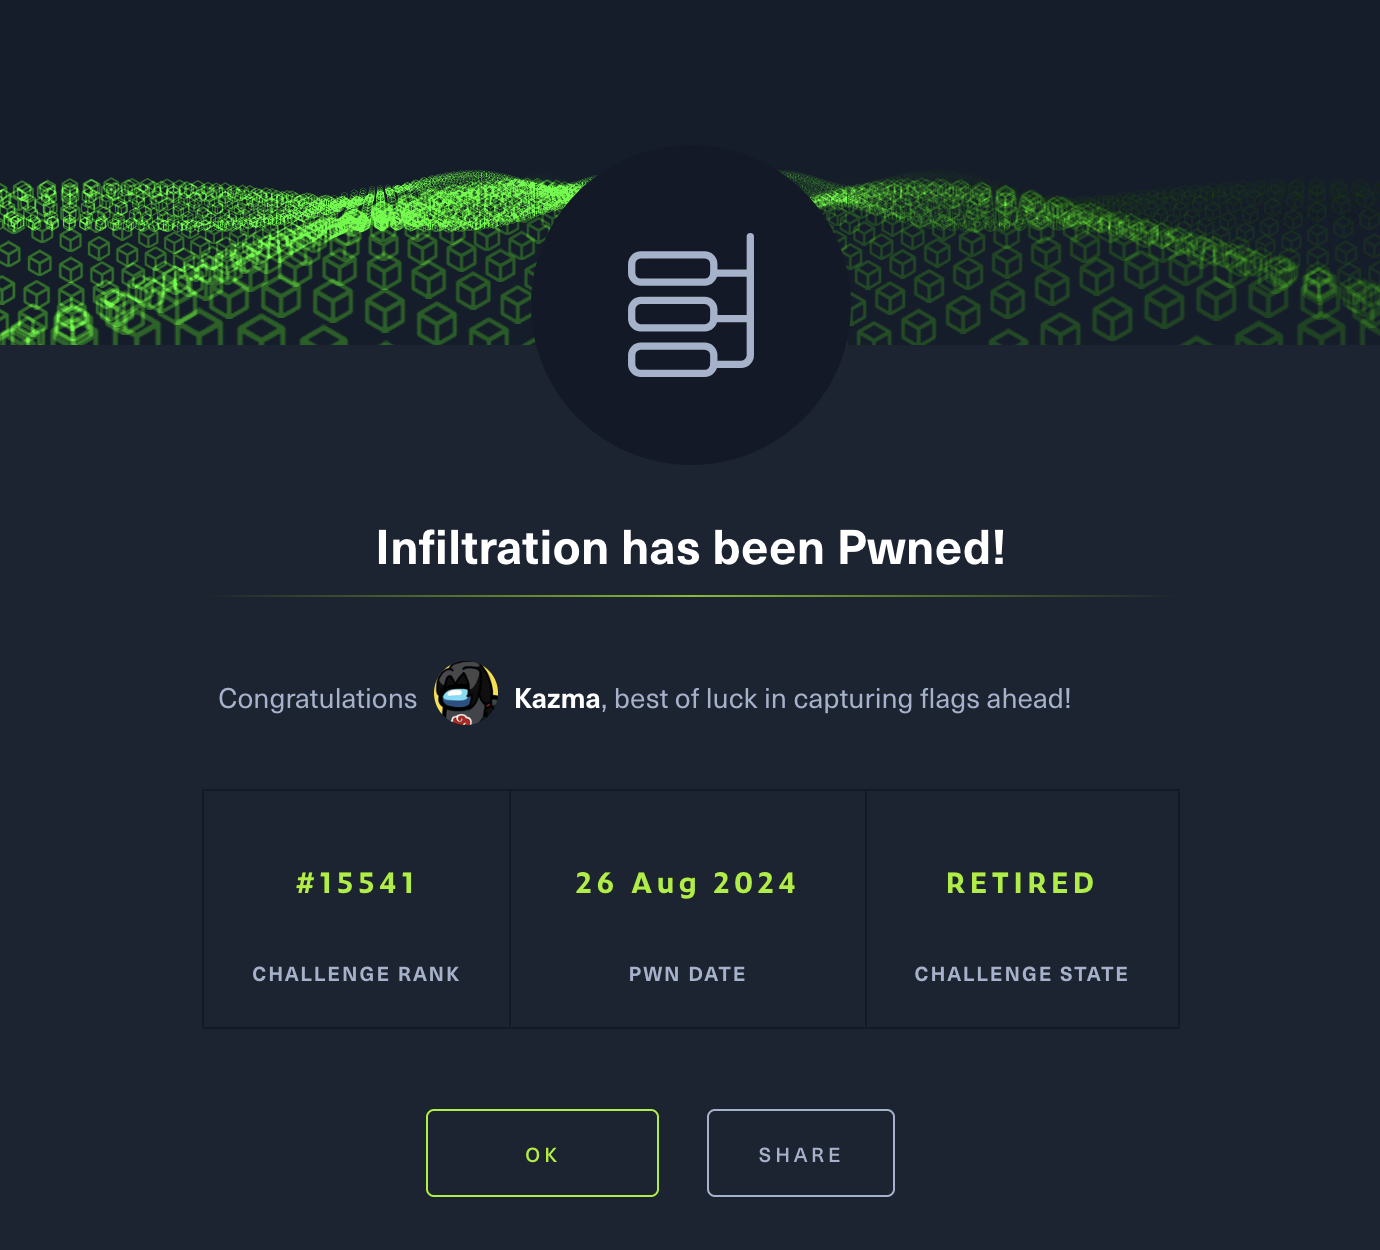 Infiltration has been Pwned!
Congratulations Kazma, best of luck in capturing flags ahead!
#15541 26 Aug 2024 RETIRED
CHALLENGE RANK PWN DATE CHALLENGE STATE
OK SHARE